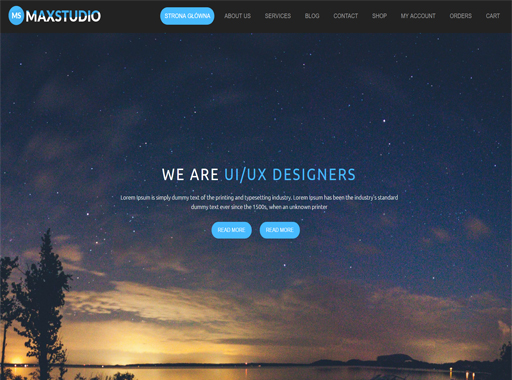 MS MAXSTUDIO
STRONA GŁÓWNA ABOUT US SERVICES BLOG CONTACT SHOP MY ACCOUNT ORDERS CART
WE ARE UI/UX DESIGNERS
Lorem Ipsum is simply dummy text of the printing and typesetting industry. Lorem Ipsum has been the industry's standard
dummy text ever since the 1500s, when an unknown printer
READ MORE READ MORE